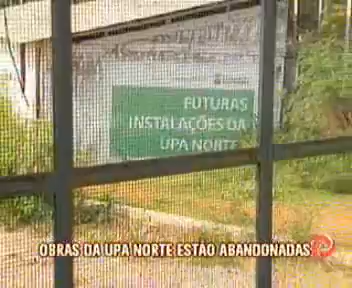 FUTURAS
INSTALAÇÕES DA
UPA NORTE
OBRAS DA UPA NORTE ESTÃO ABANDONADAS